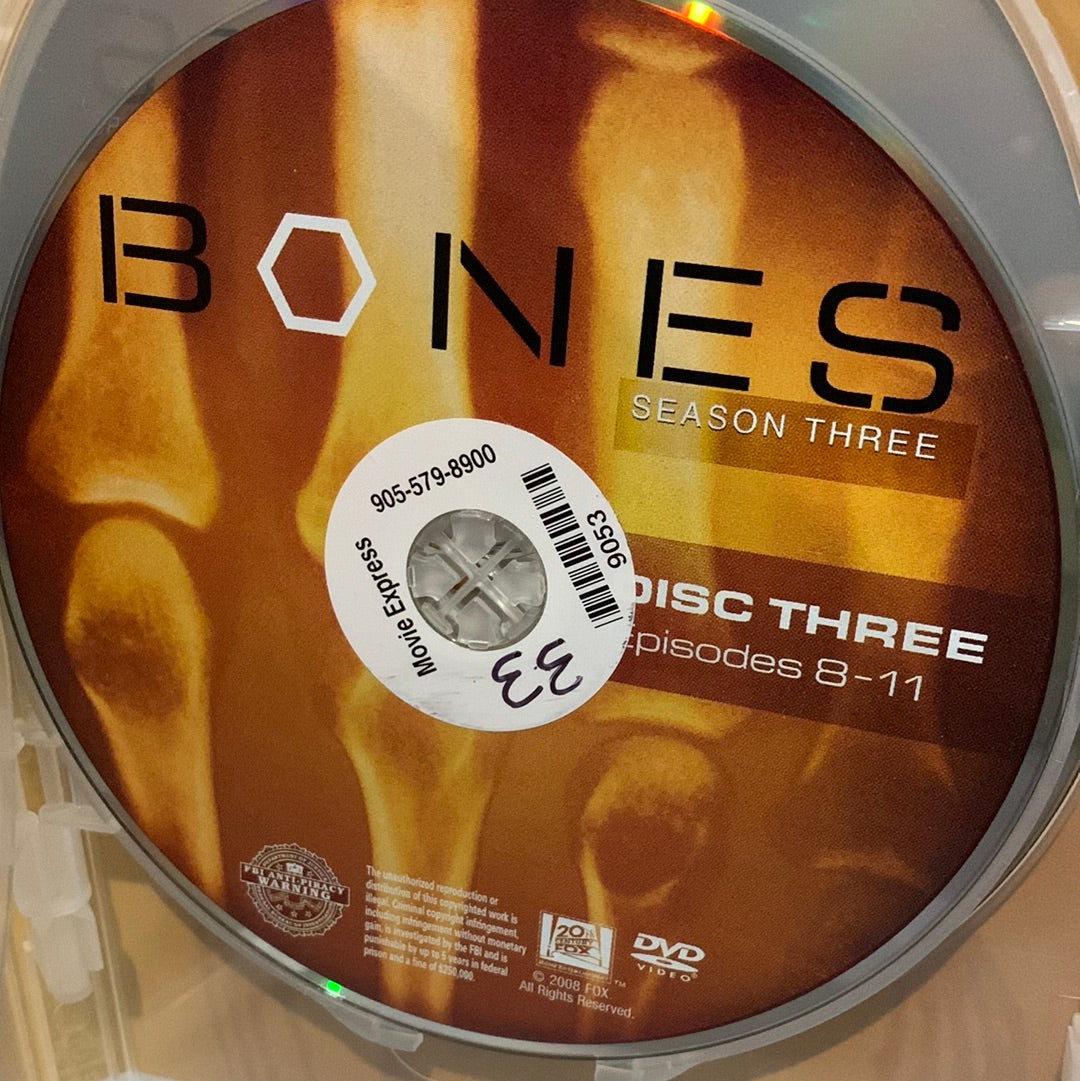 BONES
SEASON THREE
905-579-8900
Movie Express
9053
33
DISC THREE
Episodes 8-11
FBI ANTI-PIRACY
WARNING
The unauthorized reproduction or
distribution of this copyrighted work is
illegal. Criminal copyright infringement,
including infringement without monetary
gain, is investigated by the FBI and is
punishable by up to 5 years in federal
prison and a fine of $250,000.
20th
CENTURY
FOX
™
DVD
VIDEO
© 2008 FOX.
All Rights Reserved.